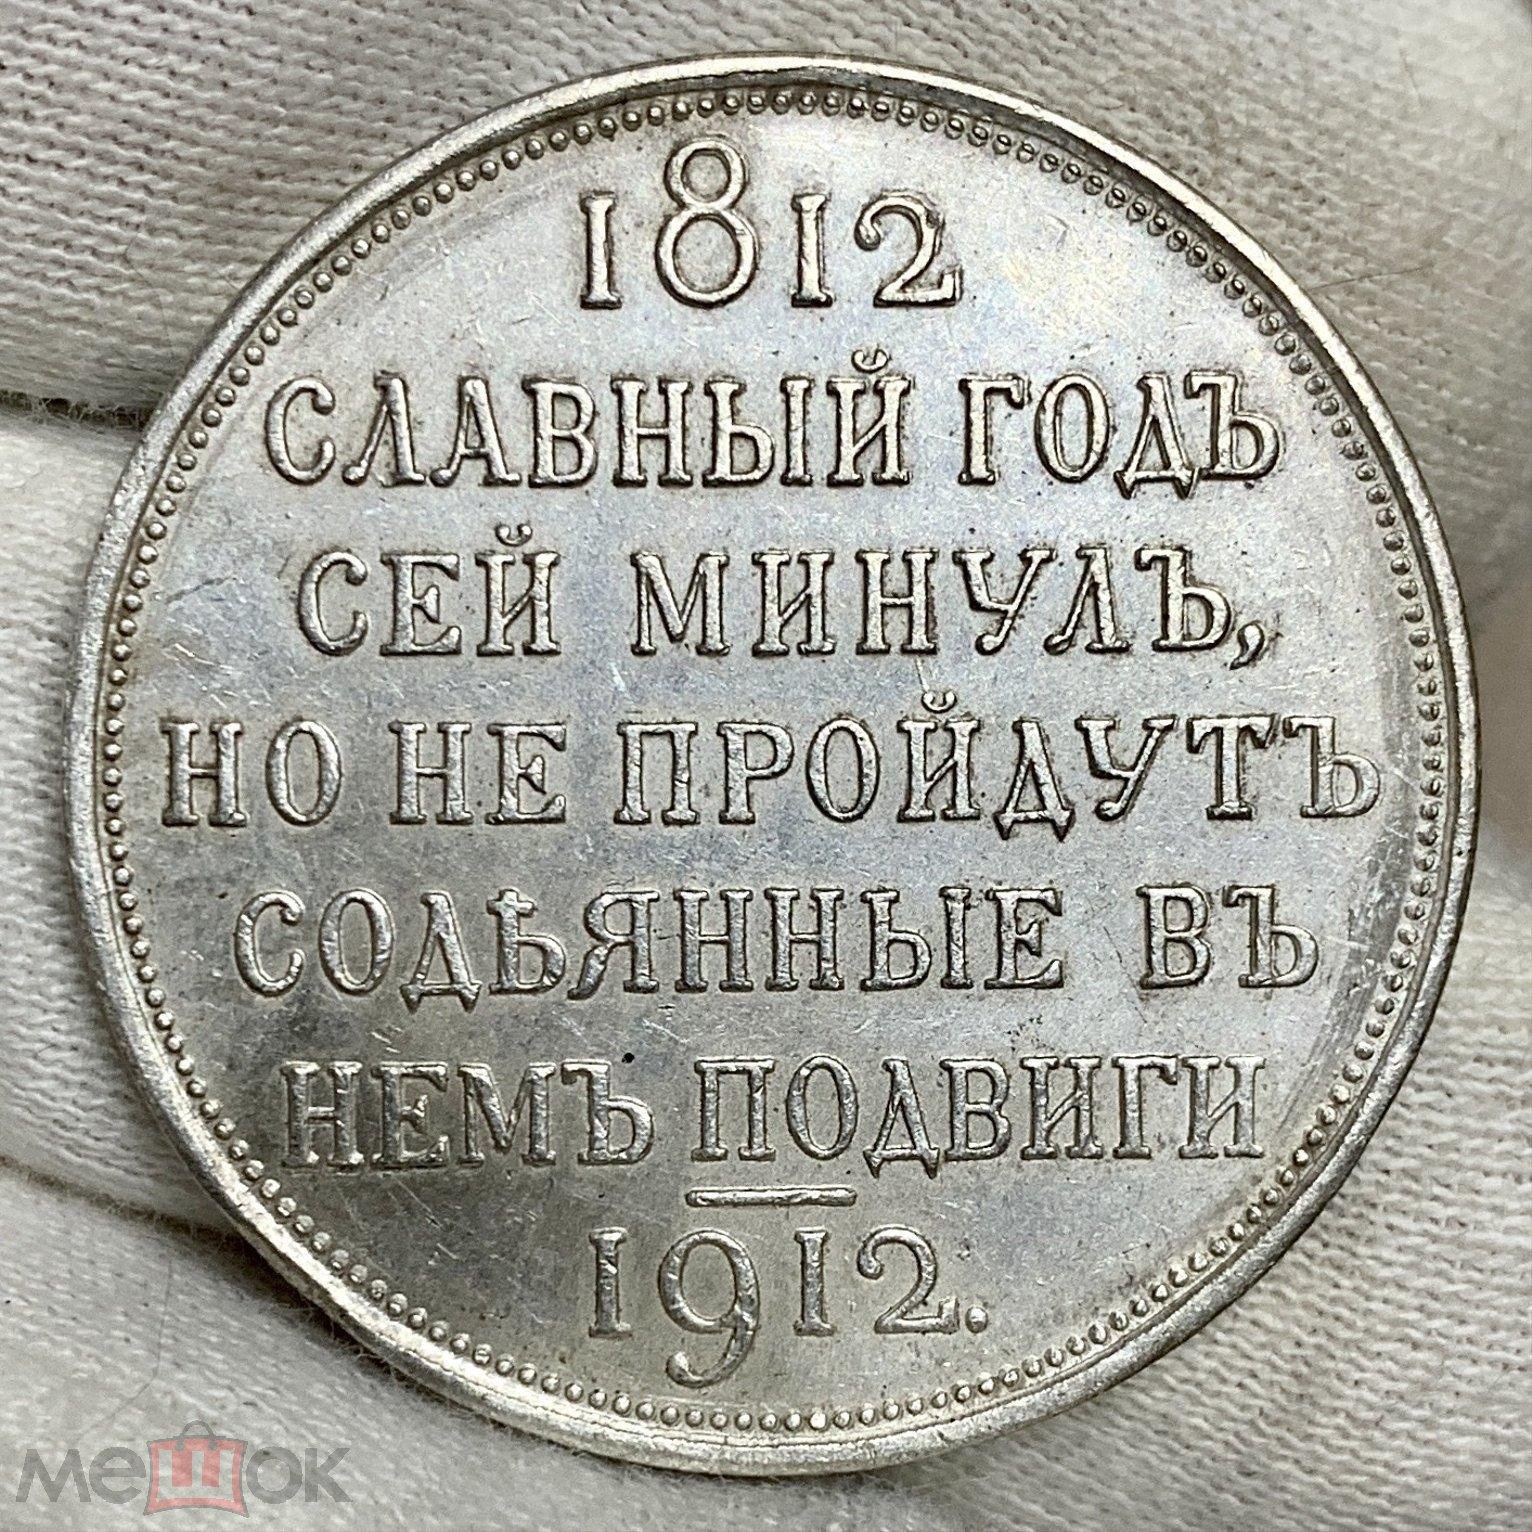 1812
СЛАВНЫЙ ГОДЪ
СЕЙ МИНУЛЪ,
НО НЕ ПРОЙДУТЪ
СОДѢЯННЫЕ ВЪ
НЕМЪ ПОДВИГИ
1912.
мешок